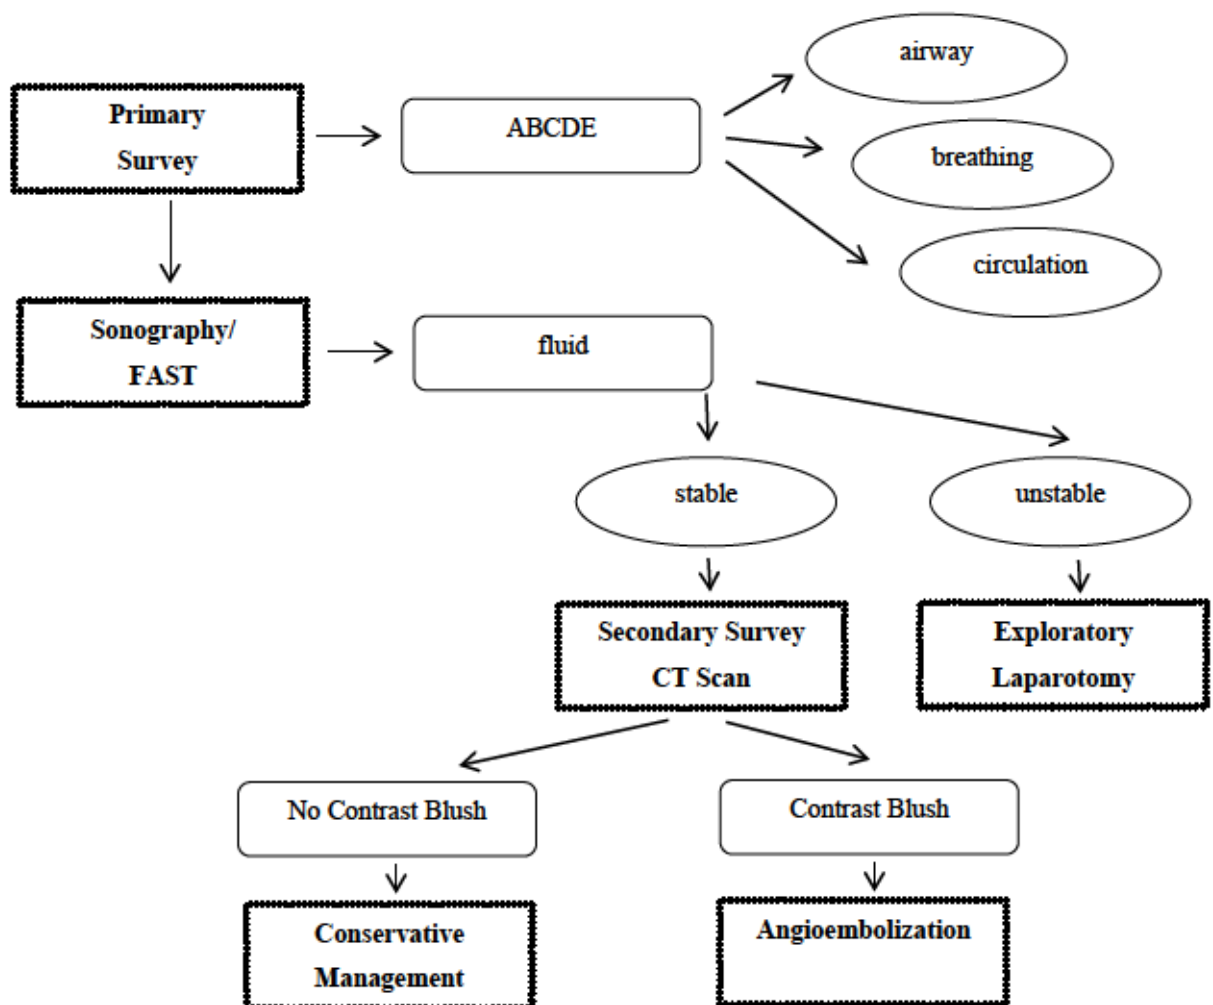 airway
Primary
Survey
ABCDE
breathing
circulation
Sonography/
FAST
fluid
stable
unstable
Secondary Survey
CT Scan
Exploratory
Laparotomy
No Contrast Blush
Contrast Blush
Conservative
Management
Angioembolization